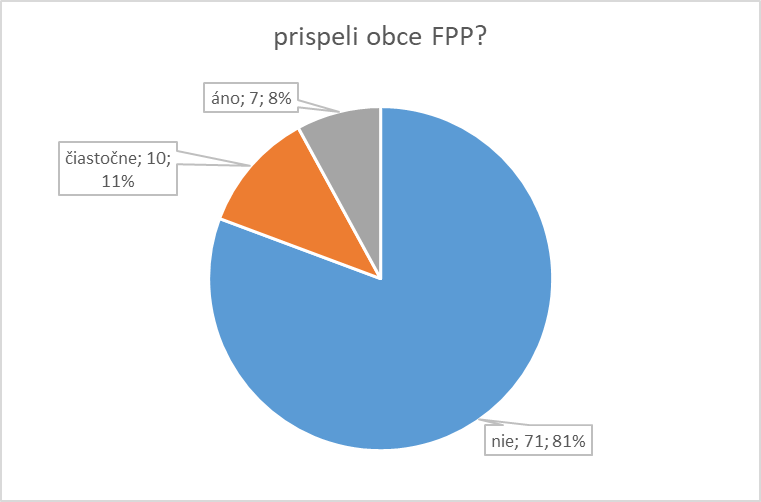 prispeli obce FPP?
áno; 7; 8%
čiastočne; 10;
11%
nie; 71; 81%